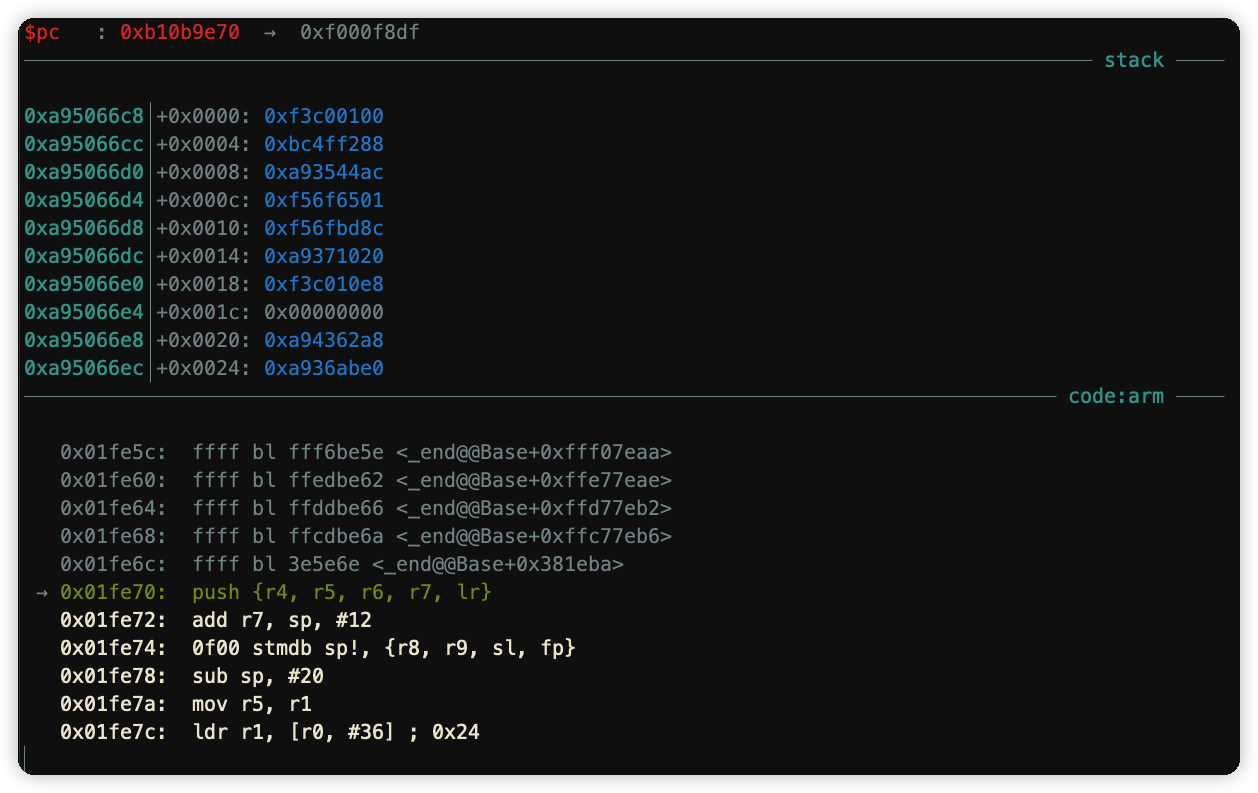 $pc   : 0xb10b9e70  →  0xf000f8df
stack
0xa95066c8│+0x0000: 0xf3c00100
0xa95066cc│+0x0004: 0xbc4ff288
0xa95066d0│+0x0008: 0xa93544ac
0xa95066d4│+0x000c: 0xf56f6501
0xa95066d8│+0x0010: 0xf56fbd8c
0xa95066dc│+0x0014: 0xa9371020
0xa95066e0│+0x0018: 0xf3c010e8
0xa95066e4│+0x001c: 0x00000000
0xa95066e8│+0x0020: 0xa94362a8
0xa95066ec│+0x0024: 0xa936abe0
code:arm
0x01fe5c:  ffff bl fff6be5e <_end@@Base+0xfff07eaa>
0x01fe60:  ffff bl ffedbe62 <_end@@Base+0xffe77eae>
0x01fe64:  ffff bl ffddbe66 <_end@@Base+0xffd77eb2>
0x01fe68:  ffff bl ffcdbe6a <_end@@Base+0xffc77eb6>
0x01fe6c:  ffff bl 3e5e6e <_end@@Base+0x381eba>
→ 0x01fe70:  push {r4, r5, r6, r7, lr}
0x01fe72:  add r7, sp, #12
0x01fe74:  0f00 stmdb sp!, {r8, r9, sl, fp}
0x01fe78:  sub sp, #20
0x01fe7a:  mov r5, r1
0x01fe7c:  ldr r1, [r0, #36] ; 0x24